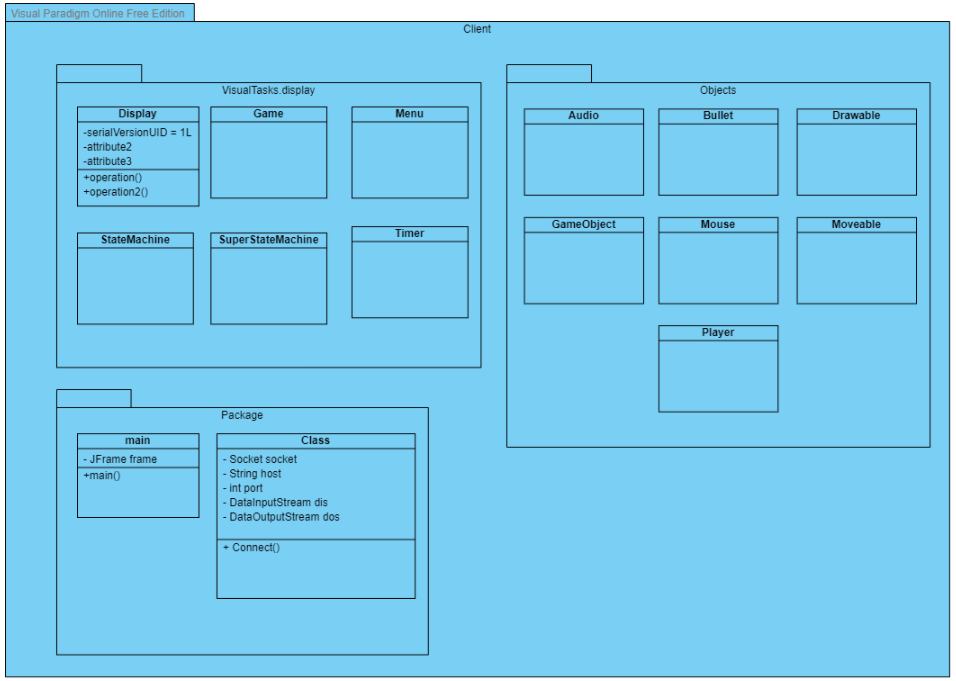 Visual Paradigm Online Free Edition
Client
VisualTasks.display
Display
-serialVersionUID = 1L
-attribute2
-attribute3
+operation()
+operation2()
Game
Menu
StateMachine
SuperStateMachine
Timer
Objects
Audio
Bullet
Drawable
GameObject
Mouse
Moveable
Player
Package
main
- JFrame frame
+main()
Class
- Socket socket
- String host
- int port
- DataInputStream dis
- DataOutputStream dos
+ Connect()